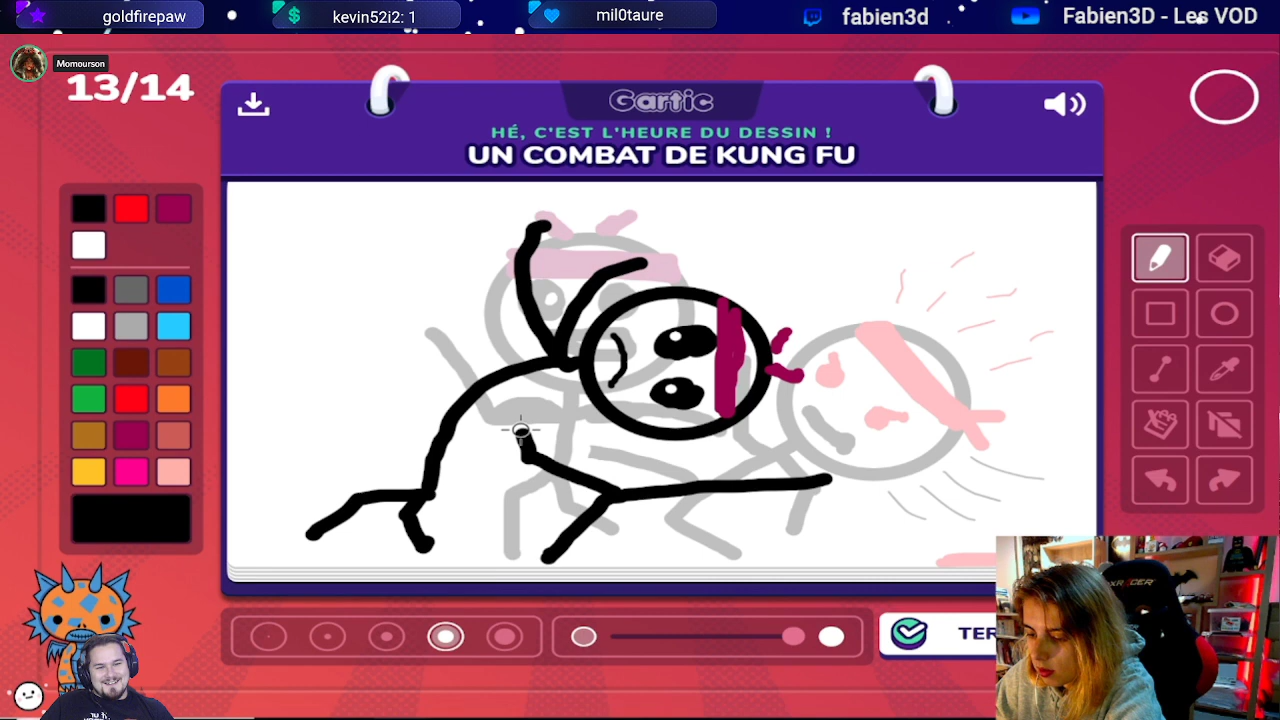 goldfirepaw
kevin52i2: 1
mil0taure
fabien3d
Fabien3D - Les VOD
Momourson
13/14
Gartic
HÉ, C'EST L'HEURE DU DESSIN !
UN COMBAT DE KUNG FU
TER